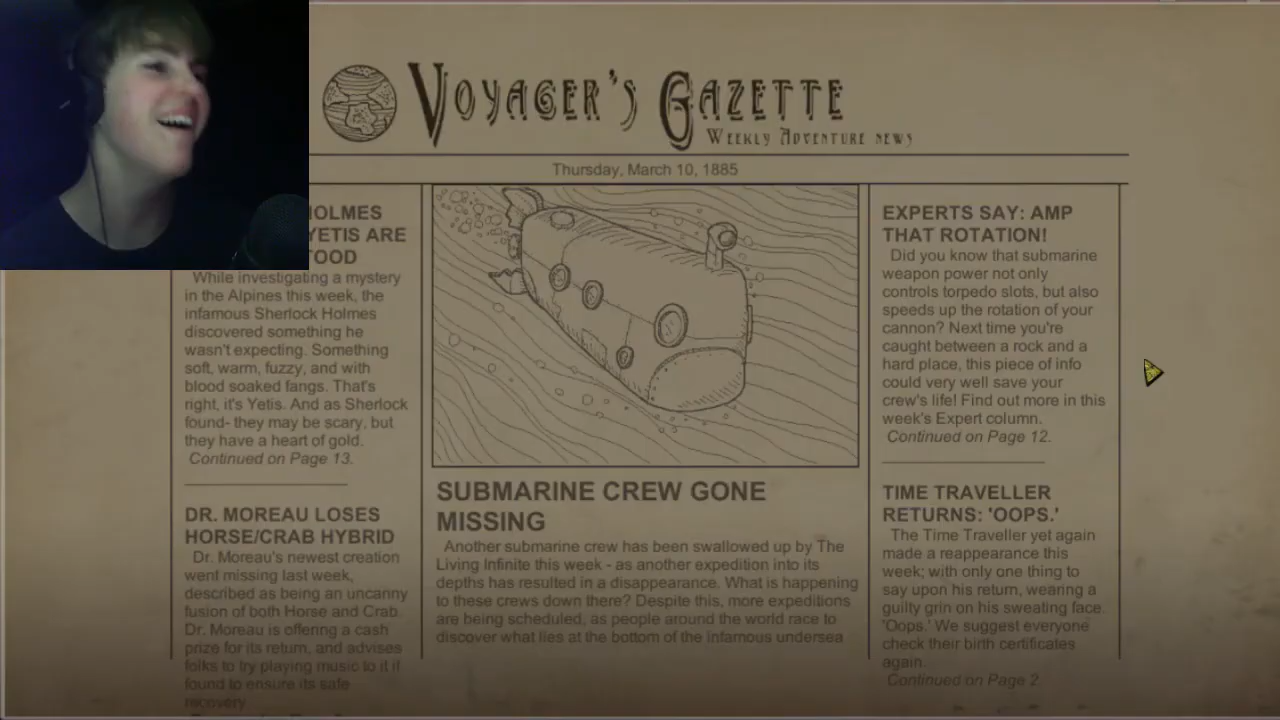 VOYAGER'S GAZETTE
WEEKLY ADVENTURE NEWS
Thursday, March 10, 1885
HOLMES
YETIS ARE
TOOD
While investigating a mystery
in the Alpines this week, the
infamous Sherlock Holmes
discovered something he
wasn't expecting. Something
soft, warm, fuzzy, and with
blood soaked fangs. That's
right, it's Yetis. And as Sherlock
found- they may be scary, but
they have a heart of gold.
Continued on Page 13.
DR. MOREAU LOSES
HORSE/CRAB HYBRID
Dr. Moreau's newest creation
went missing last week,
described as being an uncanny
fusion of both Horse and Crab.
Dr. Moreau is offering a cash
prize for its return, and advises
folks to try playing music to it if
found to ensure its safe
recovery
SUBMARINE CREW GONE
MISSING
Another submarine crew has been swallowed up by The
Living Infinite this week - as another expedition into its
depths has resulted in a disappearance. What is happening
to these crews down there? Despite this, more expeditions
are being scheduled, as people around the world race to
discover what lies at the bottom of the infamous undersea
EXPERTS SAY: AMP
THAT ROTATION!
Did you know that submarine
weapon power not only
controls torpedo slots, but also
speeds up the rotation of your
cannon? Next time you're
caught between a rock and a
hard place, this piece of info
could very well save your
crew's life! Find out more in this
week's Expert column.
Continued on Page 12.
TIME TRAVELLER
RETURNS: 'OOPS.'
The Time Traveller yet again
made a reappearance this
week; with only one thing to
say upon his return, wearing a
guilty grin on his sweating face.
'Oops.' We suggest everyone
check their birth certificates
again.
Continued on Page 2